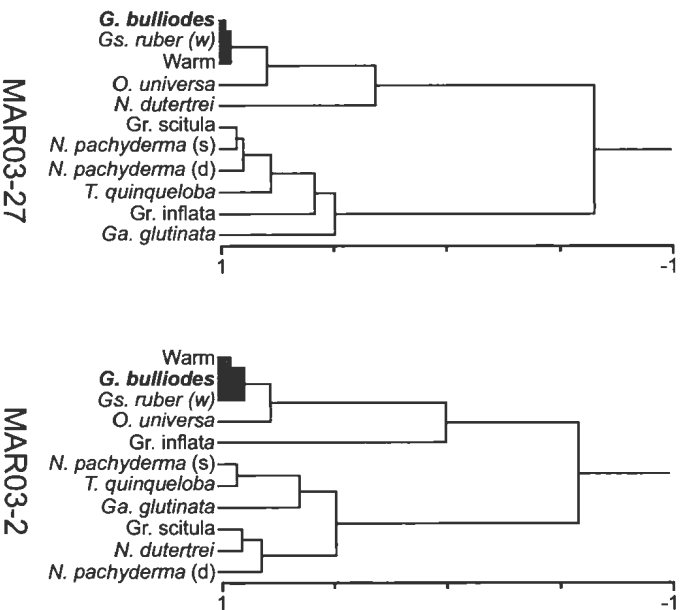 MAR03-27
G. bulliodes
Gs. ruber (w)
Warm
O. universa
N. dutertrei
Gr. scitula
N. pachyderma (s)
N. pachyderma (d)
T. quinqueloba
Gr. inflata
Ga. glutinata
1 -1
MAR03-2
Warm
G. bulliodes
Gs. ruber (w)
O. universa
Gr. inflata
N. pachyderma (s)
T. quinqueloba
Ga. glutinata
Gr. scitula
N. dutertrei
N. pachyderma (d)
1 -1